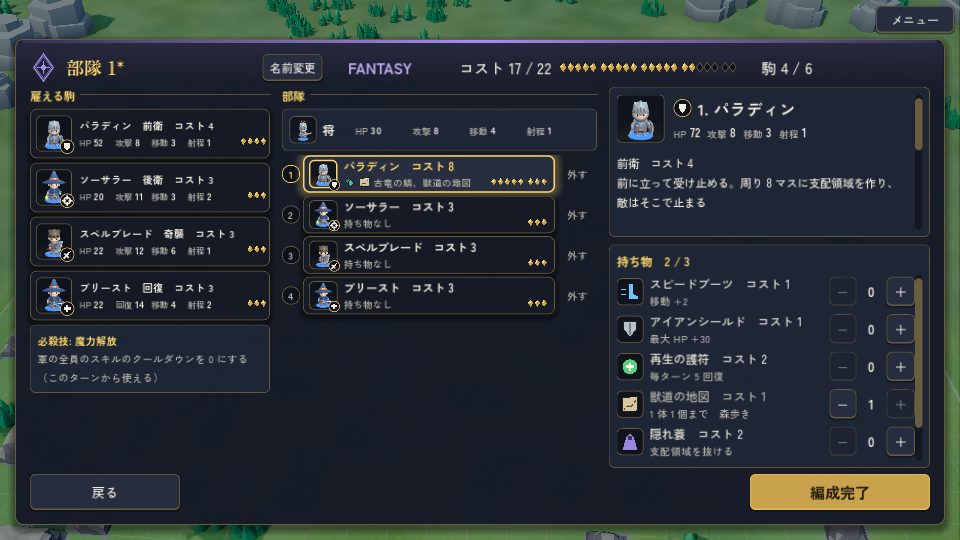 メニュー
部隊 1*
名前変更
FANTASY
コスト 17 / 22
駒 4 / 6
雇える駒
パラディン 前衛 コスト 4
HP 52 攻撃 8 移動 3 射程 1
ソーサラー 後衛 コスト 3
HP 20 攻撃 11 移動 3 射程 2
スペルブレード 奇襲 コスト 3
HP 22 攻撃 12 移動 6 射程 1
プリースト 回復 コスト 3
HP 22 回復 14 移動 4 射程 2
必殺技: 魔力解放
軍の全員のスキルのクールダウンを 0 にする
（このターンから使える）
部隊
将 HP 30 攻撃 8 移動 4 射程 1
1 パラディン コスト 8
古竜の鱗、獣道の地図
外す
2 ソーサラー コスト 3
持ち物なし
外す
3 スペルブレード コスト 3
持ち物なし
外す
4 プリースト コスト 3
持ち物なし
外す
1. パラディン
HP 72 攻撃 8 移動 3 射程 1
前衛 コスト 4
前に立って受け止める。周り 8 マスに支配領域を作り、
敵はそこで止まる
持ち物 2 / 3
スピードブーツ コスト 1
移動 +2
− 0 +
アイアンシールド コスト 1
最大 HP +30
− 0 +
再生の護符 コスト 2
毎ターン 5 回復
− 0 +
獣道の地図 コスト 1
1 体 1 個まで 森歩き
− 1 +
隠れ蓑 コスト 2
支配領域を抜ける
− 0 +
戻る
編成完了